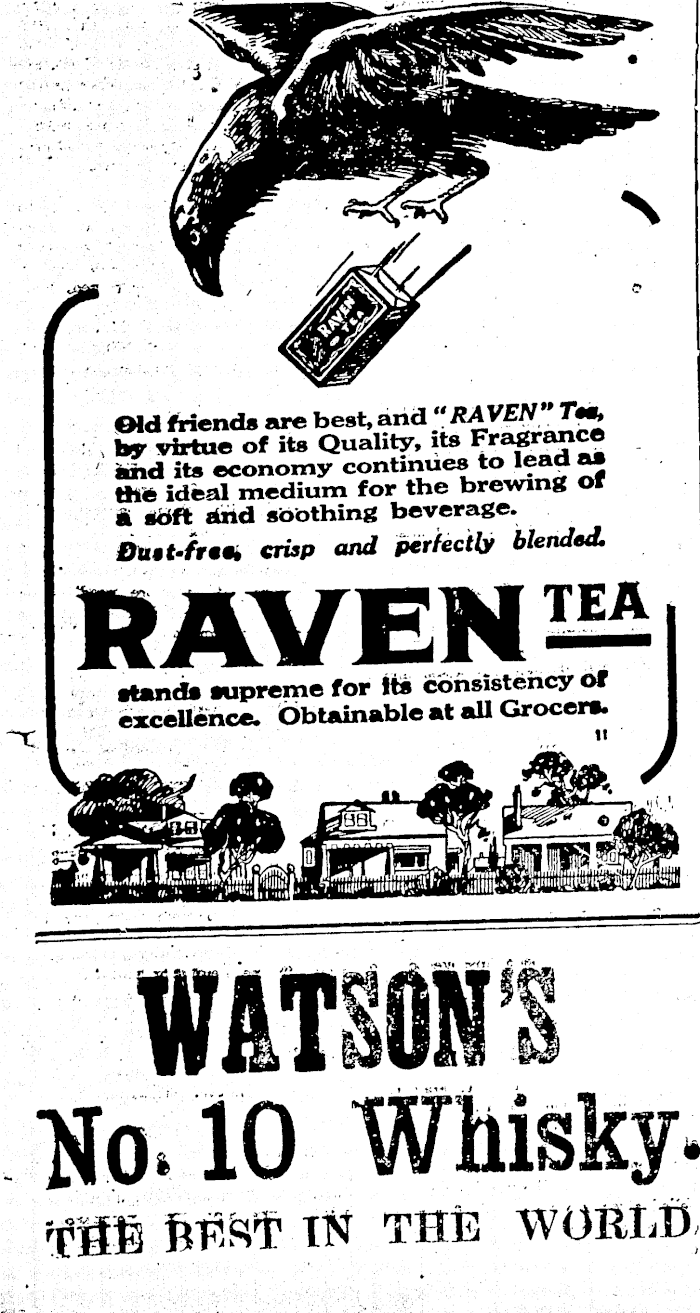 RAVEN
TEA
Old friends are best, and "RAVEN" Tea,
by virtue of its Quality, its Fragrance
and its economy continues to lead as
the ideal medium for the brewing of
a soft and soothing beverage.
Dust-free, crisp and perfectly blended.
RAVEN TEA
stands supreme for its consistency of
excellence. Obtainable at all Grocers.
11
WATSON'S
No. 10 Whisky.
THE BEST IN THE WORLD